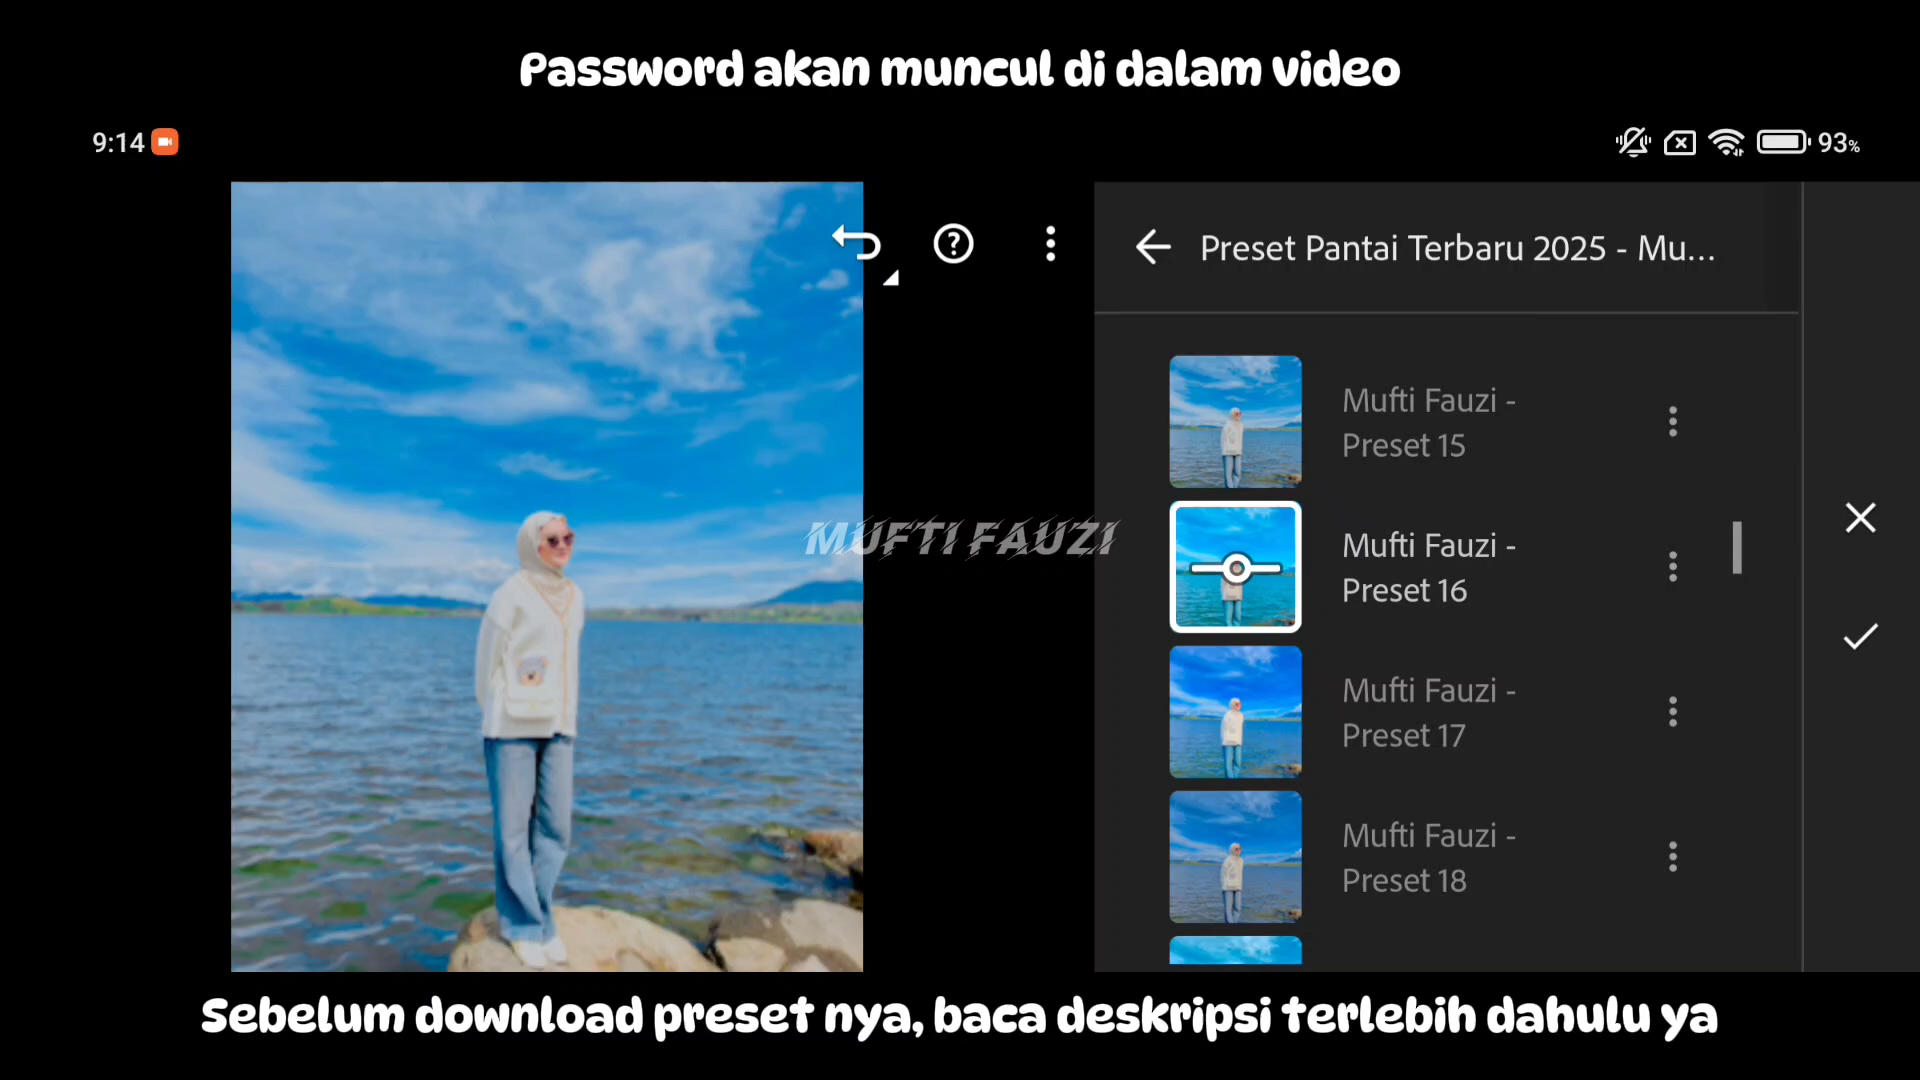 Password akan muncul di dalam video
9:14
93%
Preset Pantai Terbaru 2025 - Mu...
Mufti Fauzi -
Preset 15
MUFTI FAUZI
Mufti Fauzi -
Preset 16
Mufti Fauzi -
Preset 17
Mufti Fauzi -
Preset 18
Sebelum download preset nya, baca deskripsi terlebih dahulu ya